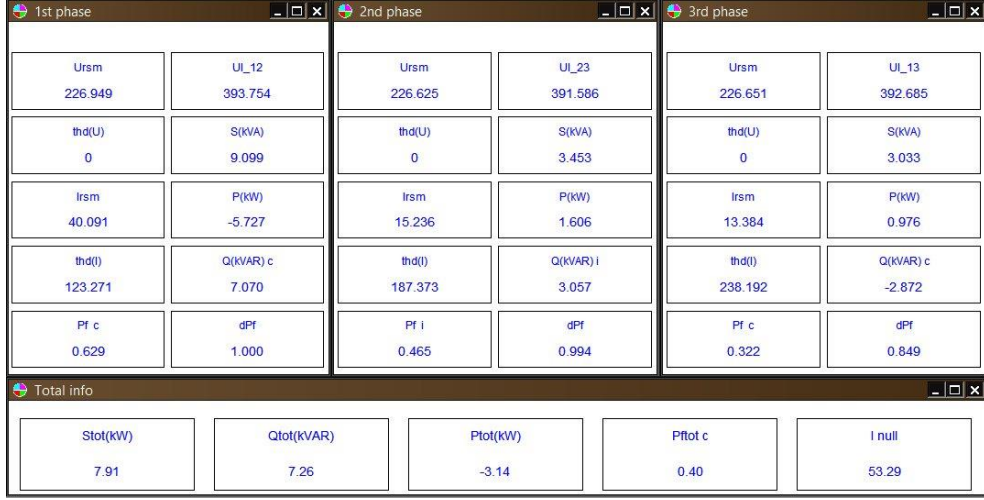 1st phase
Ursm UI_12
226.949 393.754
thd(U) S(kVA)
0 9.099
Irsm P(kW)
40.091 -5.727
thd(I) Q(kVAR) c
123.271 7.070
Pf c dPf
0.629 1.000
2nd phase
Ursm UI_23
226.625 391.586
thd(U) S(kVA)
0 3.453
Irsm P(kW)
15.236 1.606
thd(I) Q(kVAR) i
187.373 3.057
Pf i dPf
0.465 0.994
3rd phase
Ursm UI_13
226.651 392.685
thd(U) S(kVA)
0 3.033
Irsm P(kW)
13.384 0.976
thd(I) Q(kVAR) c
238.192 -2.872
Pf c dPf
0.322 0.849
Total info
Stot(kW) Qtot(kVAR) Ptot(kW) Pftot c I null
7.91 7.26 -3.14 0.40 53.29